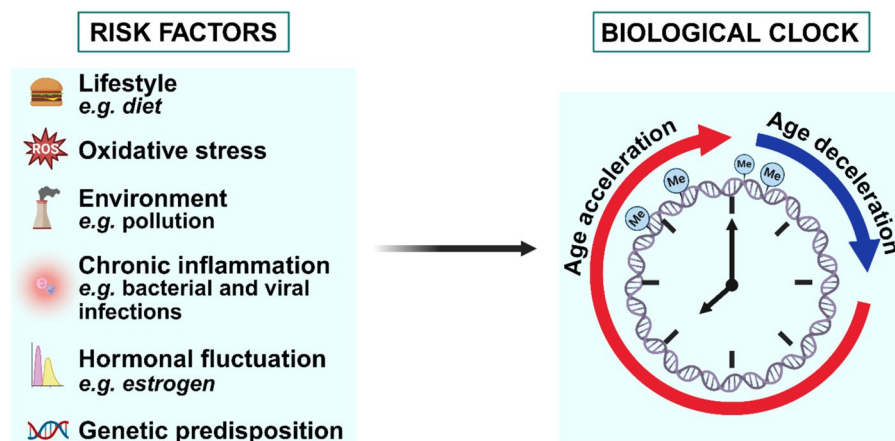 RISK FACTORS
Lifestyle
e.g. diet
ROS
Oxidative stress
Environment
e.g. pollution
Chronic inflammation
e.g. bacterial and viral
infections
Hormonal fluctuation
e.g. estrogen
Genetic predisposition
BIOLOGICAL CLOCK
Age acceleration
Age deceleration
Me
Me
Me
Me